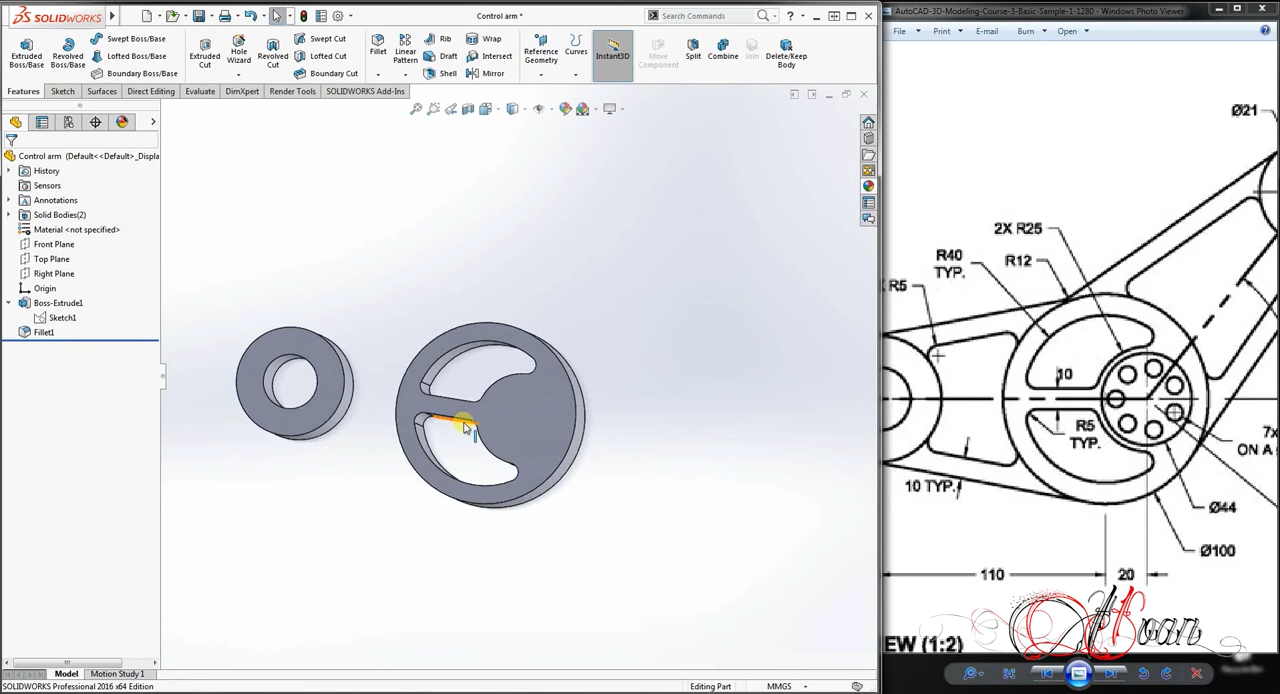 SOLIDWORKS
Control arm *
Search Commands
AutoCAD-3D-Modeling-Course-3-Basic-Sample-1-1280 - Windows Photo Viewer
File Print E-mail Burn Open
Extruded Boss/Base
Revolved Boss/Base
Swept Boss/Base
Lofted Boss/Base
Boundary Boss/Base
Extruded Cut
Hole Wizard
Revolved Cut
Swept Cut
Lofted Cut
Boundary Cut
Fillet
Linear Pattern
Rib
Draft
Shell
Wrap
Intersect
Mirror
Reference Geometry
Curves
Instant3D
Move Component
Split
Combine
Join
Delete/Keep Body
Features Sketch Surfaces Direct Editing Evaluate DimXpert Render Tools SOLIDWORKS Add-Ins
Control arm (Default<<Default>_Displa
History
Sensors
Annotations
Solid Bodies(2)
Material <not specified>
Front Plane
Top Plane
Right Plane
Origin
Boss-Extrude1
Sketch1
Fillet1
Ø21
2X R25
R40
TYP.
R12
X R5
10
R5
TYP.
7x
ON A
10 TYP.
Ø44
Ø100
110
20
EW (1:2)
Model Motion Study 1
SOLIDWORKS Professional 2016 x64 Edition
Editing Part
MMGS